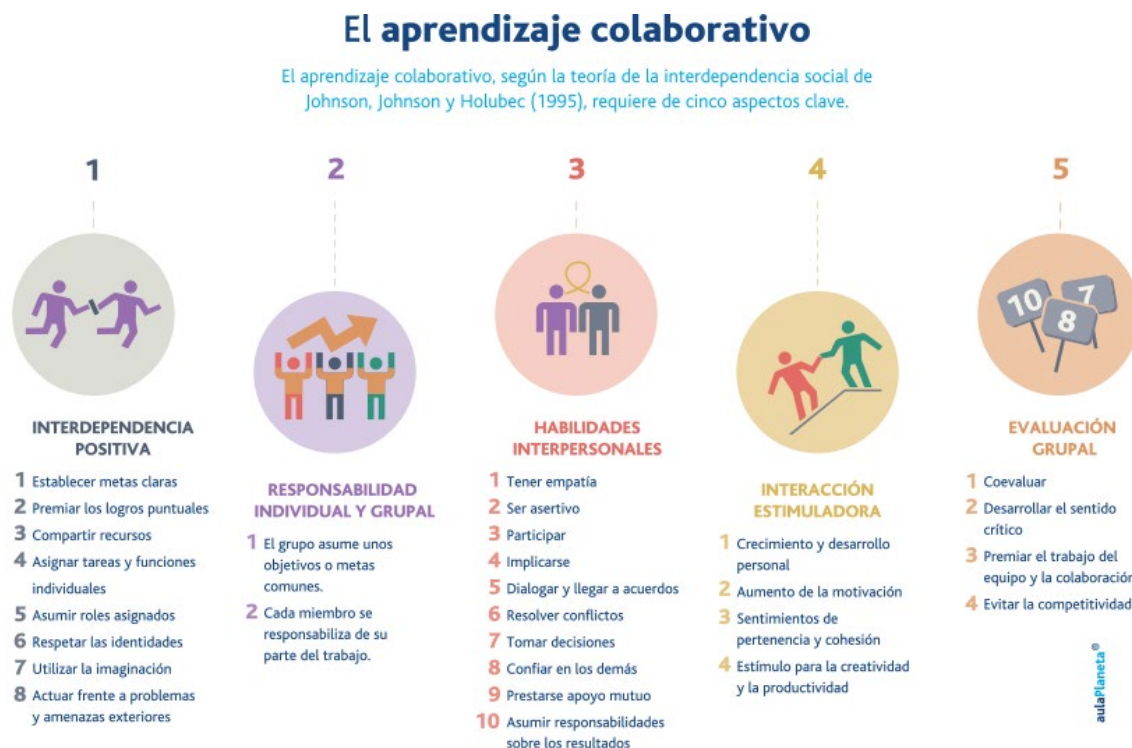 El aprendizaje colaborativo
El aprendizaje colaborativo, según la teoría de la interdependencia social de
Johnson, Johnson y Holubec (1995), requiere de cinco aspectos clave.
1
INTERDEPENDENCIA
POSITIVA
1 Establecer metas claras
2 Premiar los logros puntuales
3 Compartir recursos
4 Asignar tareas y funciones
individuales
5 Asumir roles asignados
6 Respetar las identidades
7 Utilizar la imaginación
8 Actuar frente a problemas
y amenazas exteriores
2
RESPONSABILIDAD
INDIVIDUAL Y GRUPAL
1 El grupo asume unos
objetivos o metas
comunes.
2 Cada miembro se
responsabiliza de su
parte del trabajo.
3
HABILIDADES
INTERPERSONALES
1 Tener empatía
2 Ser asertivo
3 Participar
4 Implicarse
5 Dialogar y llegar a acuerdos
6 Resolver conflictos
7 Tomar decisiones
8 Confiar en los demás
9 Prestarse apoyo mutuo
10 Asumir responsabilidades
sobre los resultados
4
INTERACCIÓN
ESTIMULADORA
1 Crecimiento y desarrollo
personal
2 Aumento de la motivación
3 Sentimientos de
pertenencia y cohesión
4 Estímulo para la creatividad
y la productividad
5
10
7
8
EVALUACIÓN
GRUPAL
1 Coevaluar
2 Desarrollar el sentido
crítico
3 Premiar el trabajo del
equipo y la colaboración
4 Evitar la competitividad
aulaPlaneta®